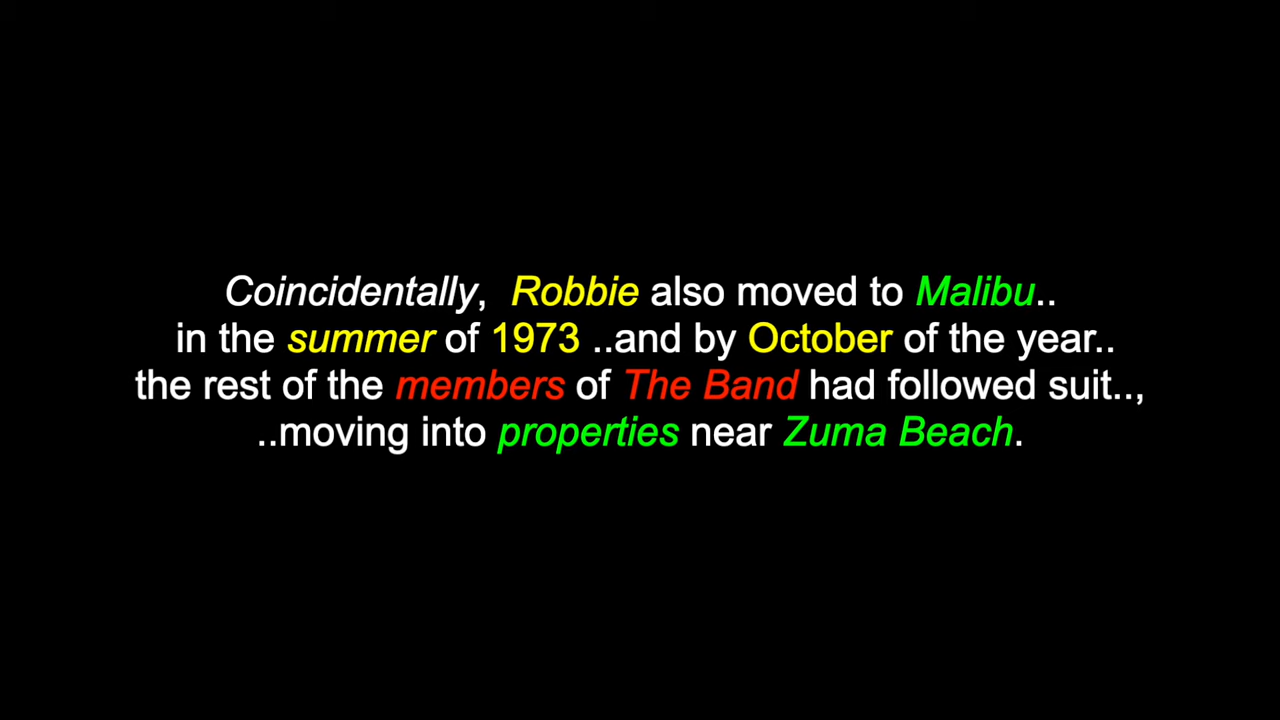 Coincidentally,  Robbie also moved to Malibu..
in the summer of 1973 ..and by October of the year..
the rest of the members of The Band had followed suit..,
..moving into properties near Zuma Beach.